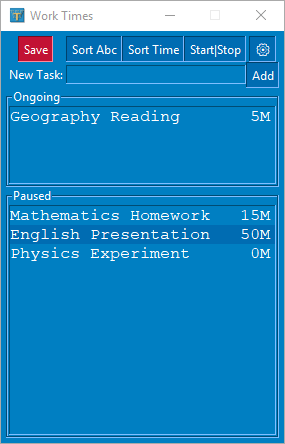 Work Times
Save Sort Abc Sort Time Start|Stop
New Task: Add
Ongoing
Geography Reading 5M
Paused
Mathematics Homework 15M
English Presentation 50M
Physics Experiment 0M